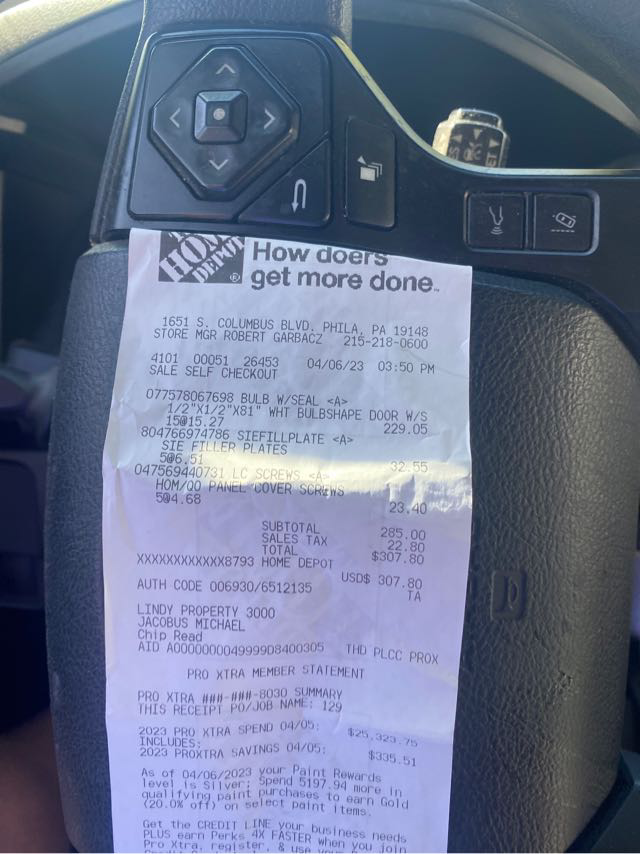 THE HOME DEPOT ®
How doers
get more done.™
1651 S. COLUMBUS BLVD. PHILA, PA 19148
STORE MGR ROBERT GARBACZ 215-218-0600
4101 00051 26453 04/06/23 03:50 PM
SALE SELF CHECKOUT
077578067698 BULB W/SEAL <A>
1/2"X1/2"X81" WHT BULBSHAPE DOOR W/S
15@15.27 229.05
804766974786 SIEFILLPLATE <A>
SIE FILLER PLATES
5@6.51 32.55
047569440731 LC SCREWS <A>
HOM/QO PANEL COVER SCREWS
5@4.68 23.40
SUBTOTAL 285.00
SALES TAX 22.80
TOTAL $307.80
XXXXXXXXXXXX8793 HOME DEPOT
USD$ 307.80
AUTH CODE 006930/6512135 TA
LINDY PROPERTY 3000
JACOBUS MICHAEL
Chip Read
AID A0000000049999D8400305 THD PLCC PROX
PRO XTRA MEMBER STATEMENT
PRO XTRA ###-###-8030 SUMMARY
THIS RECEIPT PO/JOB NAME: 129
2023 PRO XTRA SPEND 04/05: $25,323.75
INCLUDES:
2023 PROXTRA SAVINGS 04/05: $335.51
As of 04/06/2023 your Paint Rewards
level is Silver; Spend 5197.94 more in
qualifying paint purchases to earn Gold
(20.0% off) on select paint items.
Get the CREDIT LINE your business needs
PLUS earn Perks 4X FASTER when you join
Pro Xtra, register, & use your